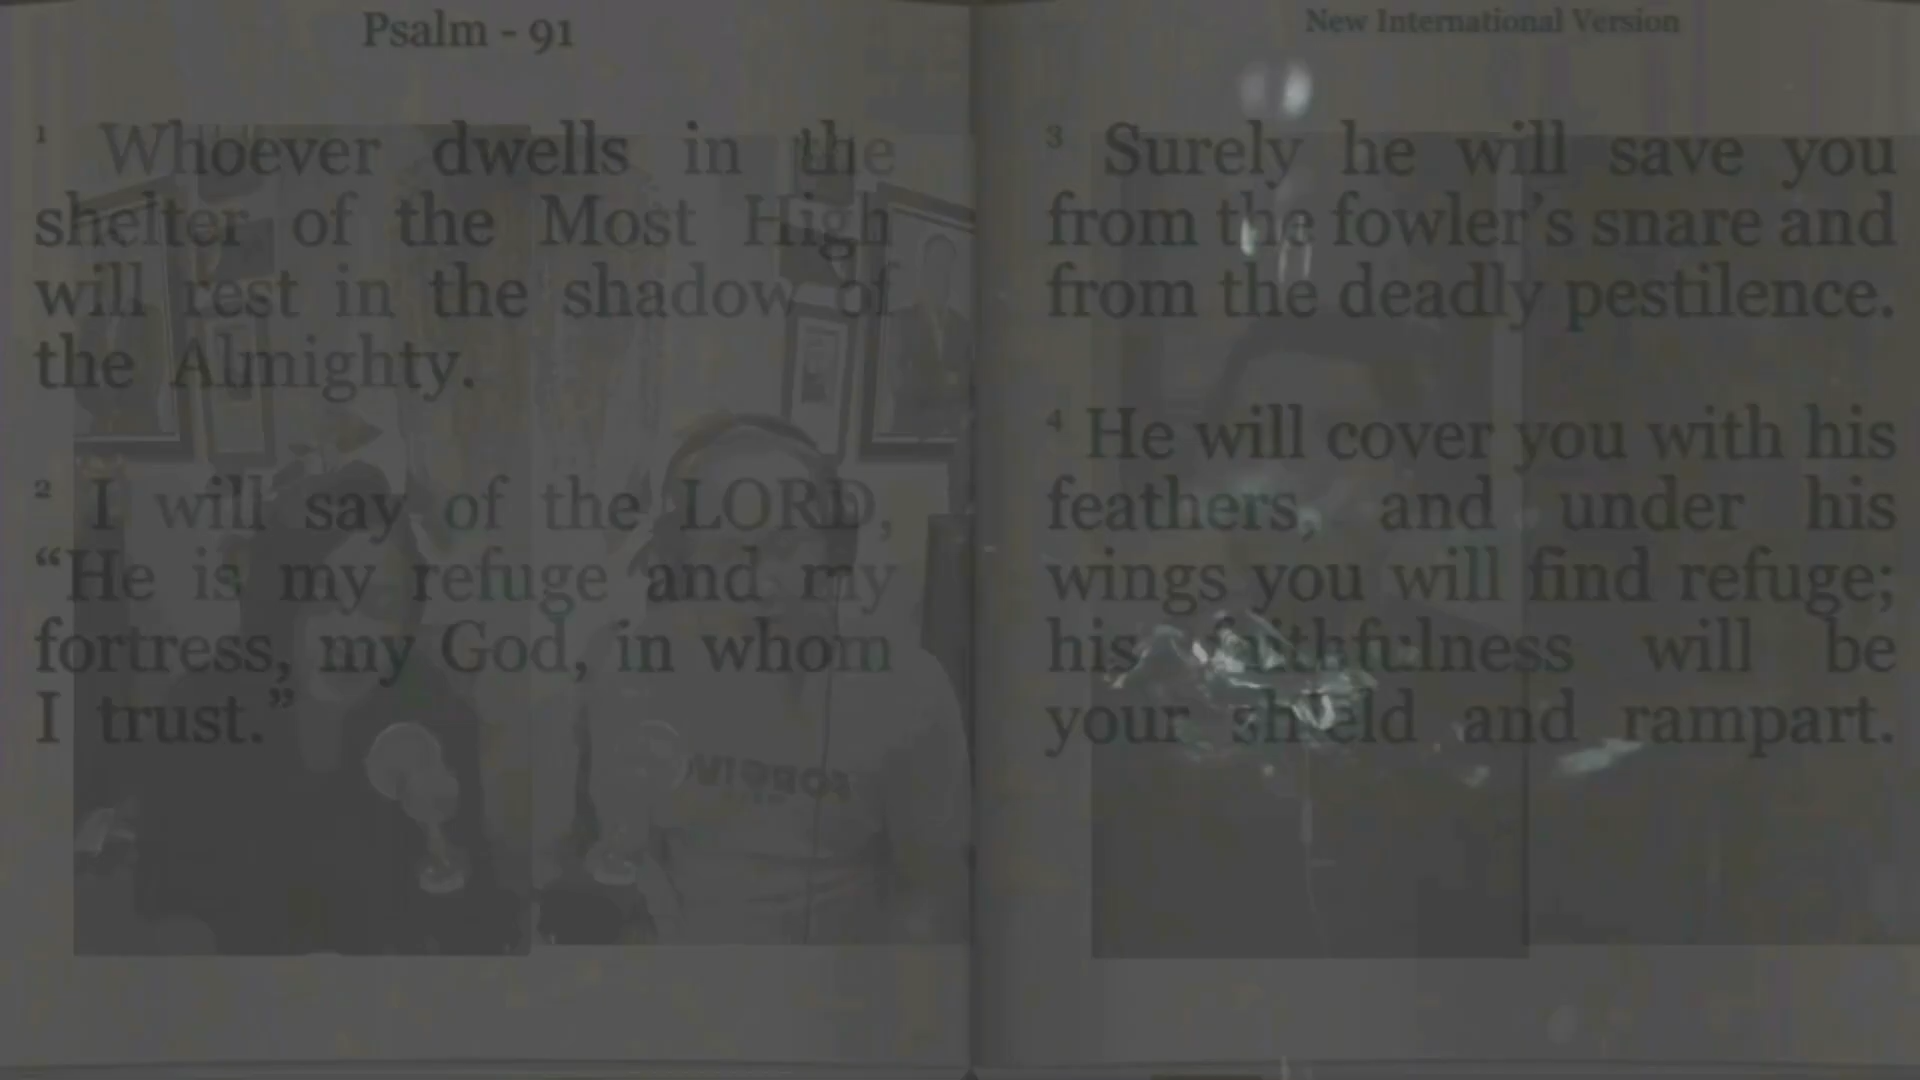 Psalm - 91
1 Whoever dwells in the
shelter of the Most High
will rest in the shadow of
the Almighty.
2 I will say of the LORD,
“He is my refuge and my
fortress, my God, in whom
I trust.”
New International Version
3 Surely he will save you
from the fowler’s snare and
from the deadly pestilence.
4 He will cover you with his
feathers, and under his
wings you will find refuge;
his faithfulness will be
your shield and rampart.